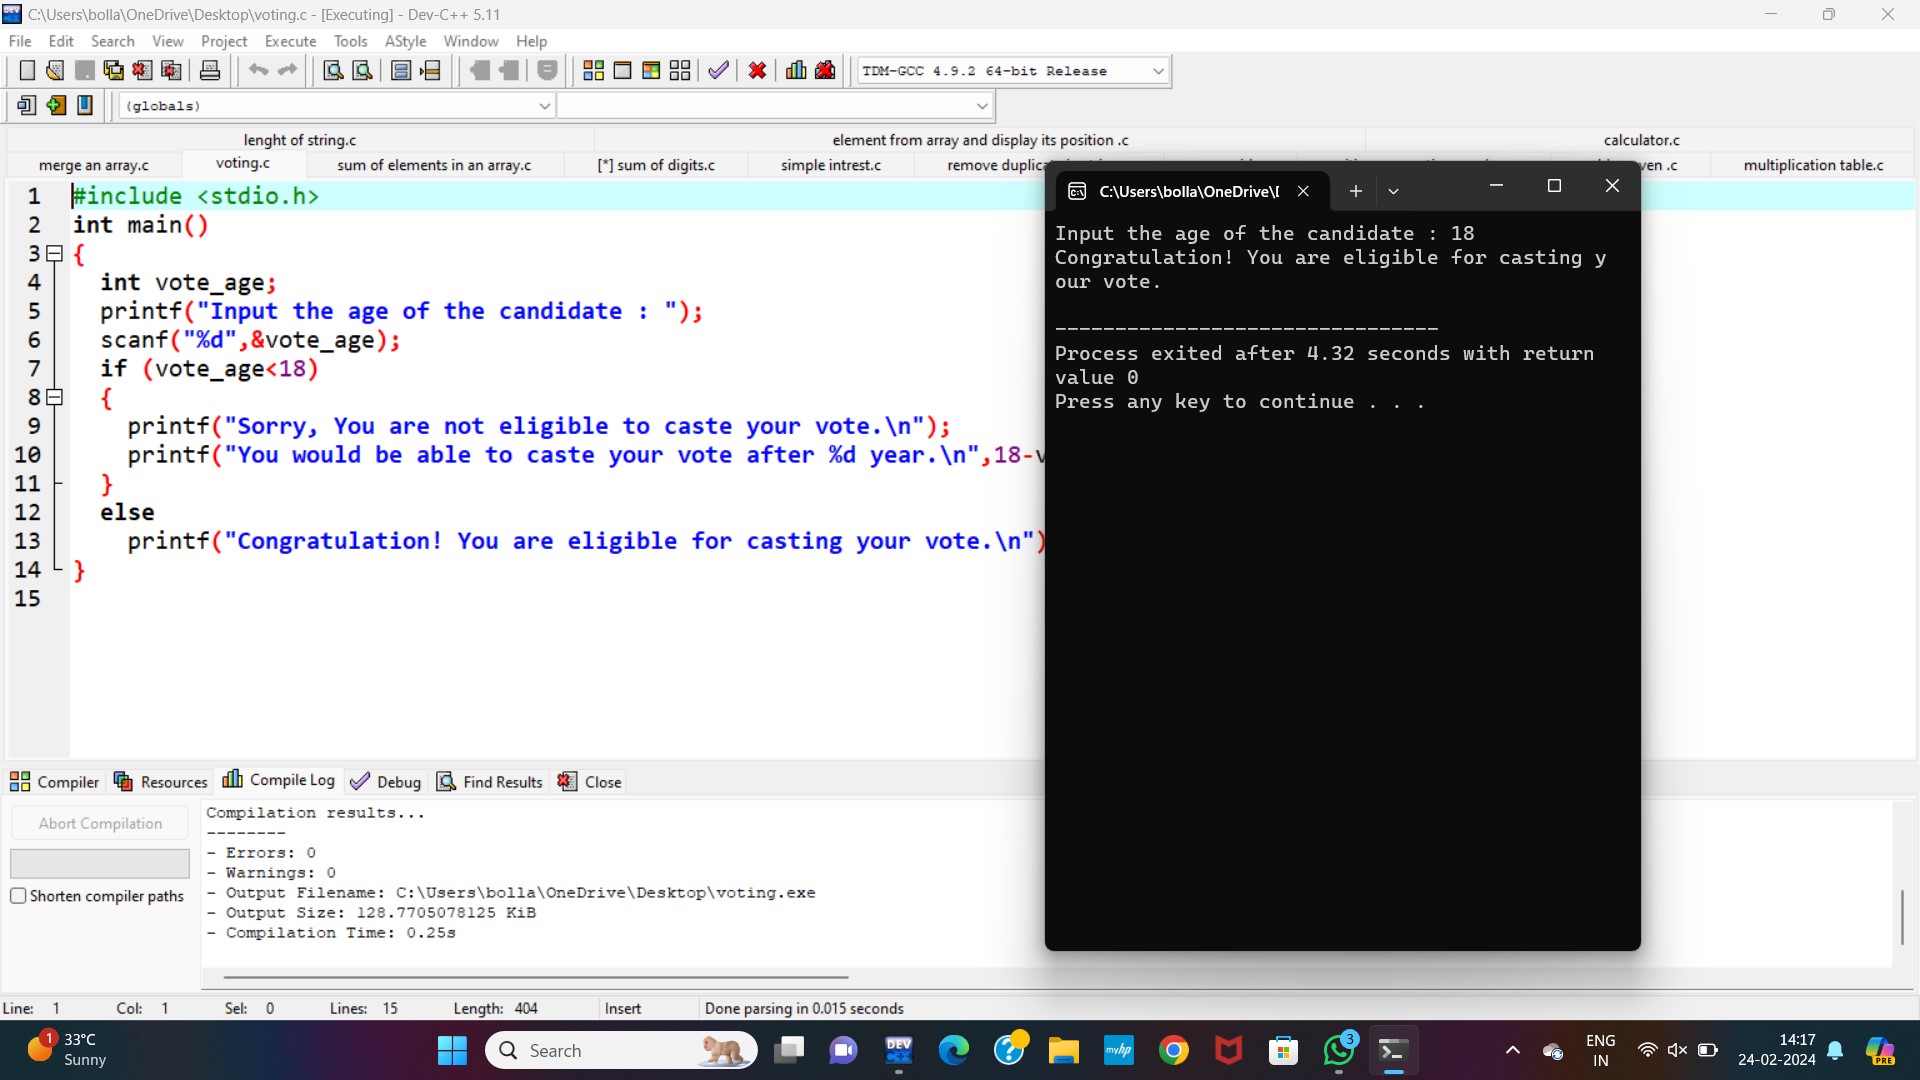 C:\Users\bolla\OneDrive\Desktop\voting.c - [Executing] - Dev-C++ 5.11
File Edit Search View Project Execute Tools AStyle Window Help
TDM-GCC 4.9.2 64-bit Release
(globals)
lenght of string.c element from array and display its position .c calculator.c
merge an array.c voting.c sum of elements in an array.c [*] sum of digits.c simple intrest.c remove duplica multiplication table.c
1 #include <stdio.h>
2 int main()
3 {
4 int vote_age;
5 printf("Input the age of the candidate : ");
6 scanf("%d",&vote_age);
7 if (vote_age<18)
8 {
9 printf("Sorry, You are not eligible to caste your vote.\n");
10 printf("You would be able to caste your vote after %d year.\n",18-v
11 }
12 else
13 printf("Congratulation! You are eligible for casting your vote.\n")
14 }
15
C:\Users\bolla\OneDrive\
Input the age of the candidate : 18
Congratulation! You are eligible for casting y
our vote.
--------------------------------
Process exited after 4.32 seconds with return
value 0
Press any key to continue . . .
Compiler Resources Compile Log Debug Find Results Close
Abort Compilation
Shorten compiler paths
Compilation results...
--------
- Errors: 0
- Warnings: 0
- Output Filename: C:\Users\bolla\OneDrive\Desktop\voting.exe
- Output Size: 128.7705078125 KiB
- Compilation Time: 0.25s
Line: 1 Col: 1 Sel: 0 Lines: 15 Length: 404 Insert Done parsing in 0.015 seconds
1
33°C
Sunny
Search
DEV
C++
myhp
3
ENG
IN
14:17
24-02-2024
PRE